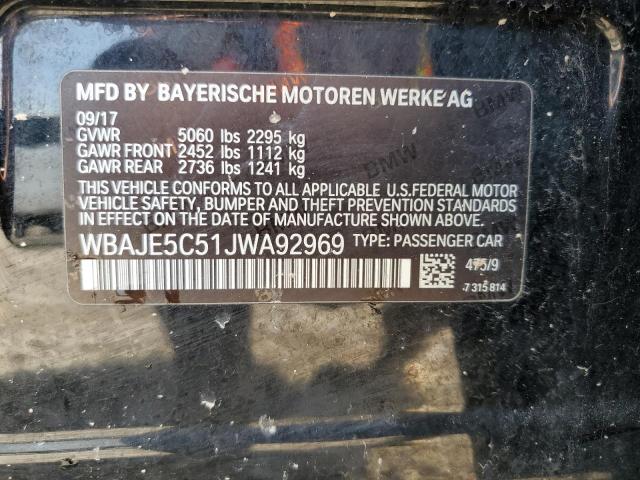 MFD BY BAYERISCHE MOTOREN WERKE AG
09/17
GVWR 5060 lbs 2295 kg
GAWR FRONT 2452 lbs 1112 kg
GAWR REAR 2736 lbs 1241 kg
THIS VEHICLE CONFORMS TO ALL APPLICABLE U.S.FEDERAL MOTOR
VEHICLE SAFETY, BUMPER AND THEFT PREVENTION STANDARDS
IN EFFECT ON THE DATE OF MANUFACTURE SHOWN ABOVE.
WBAJE5C51JWA92969 TYPE: PASSENGER CAR
475/9
7 315 814